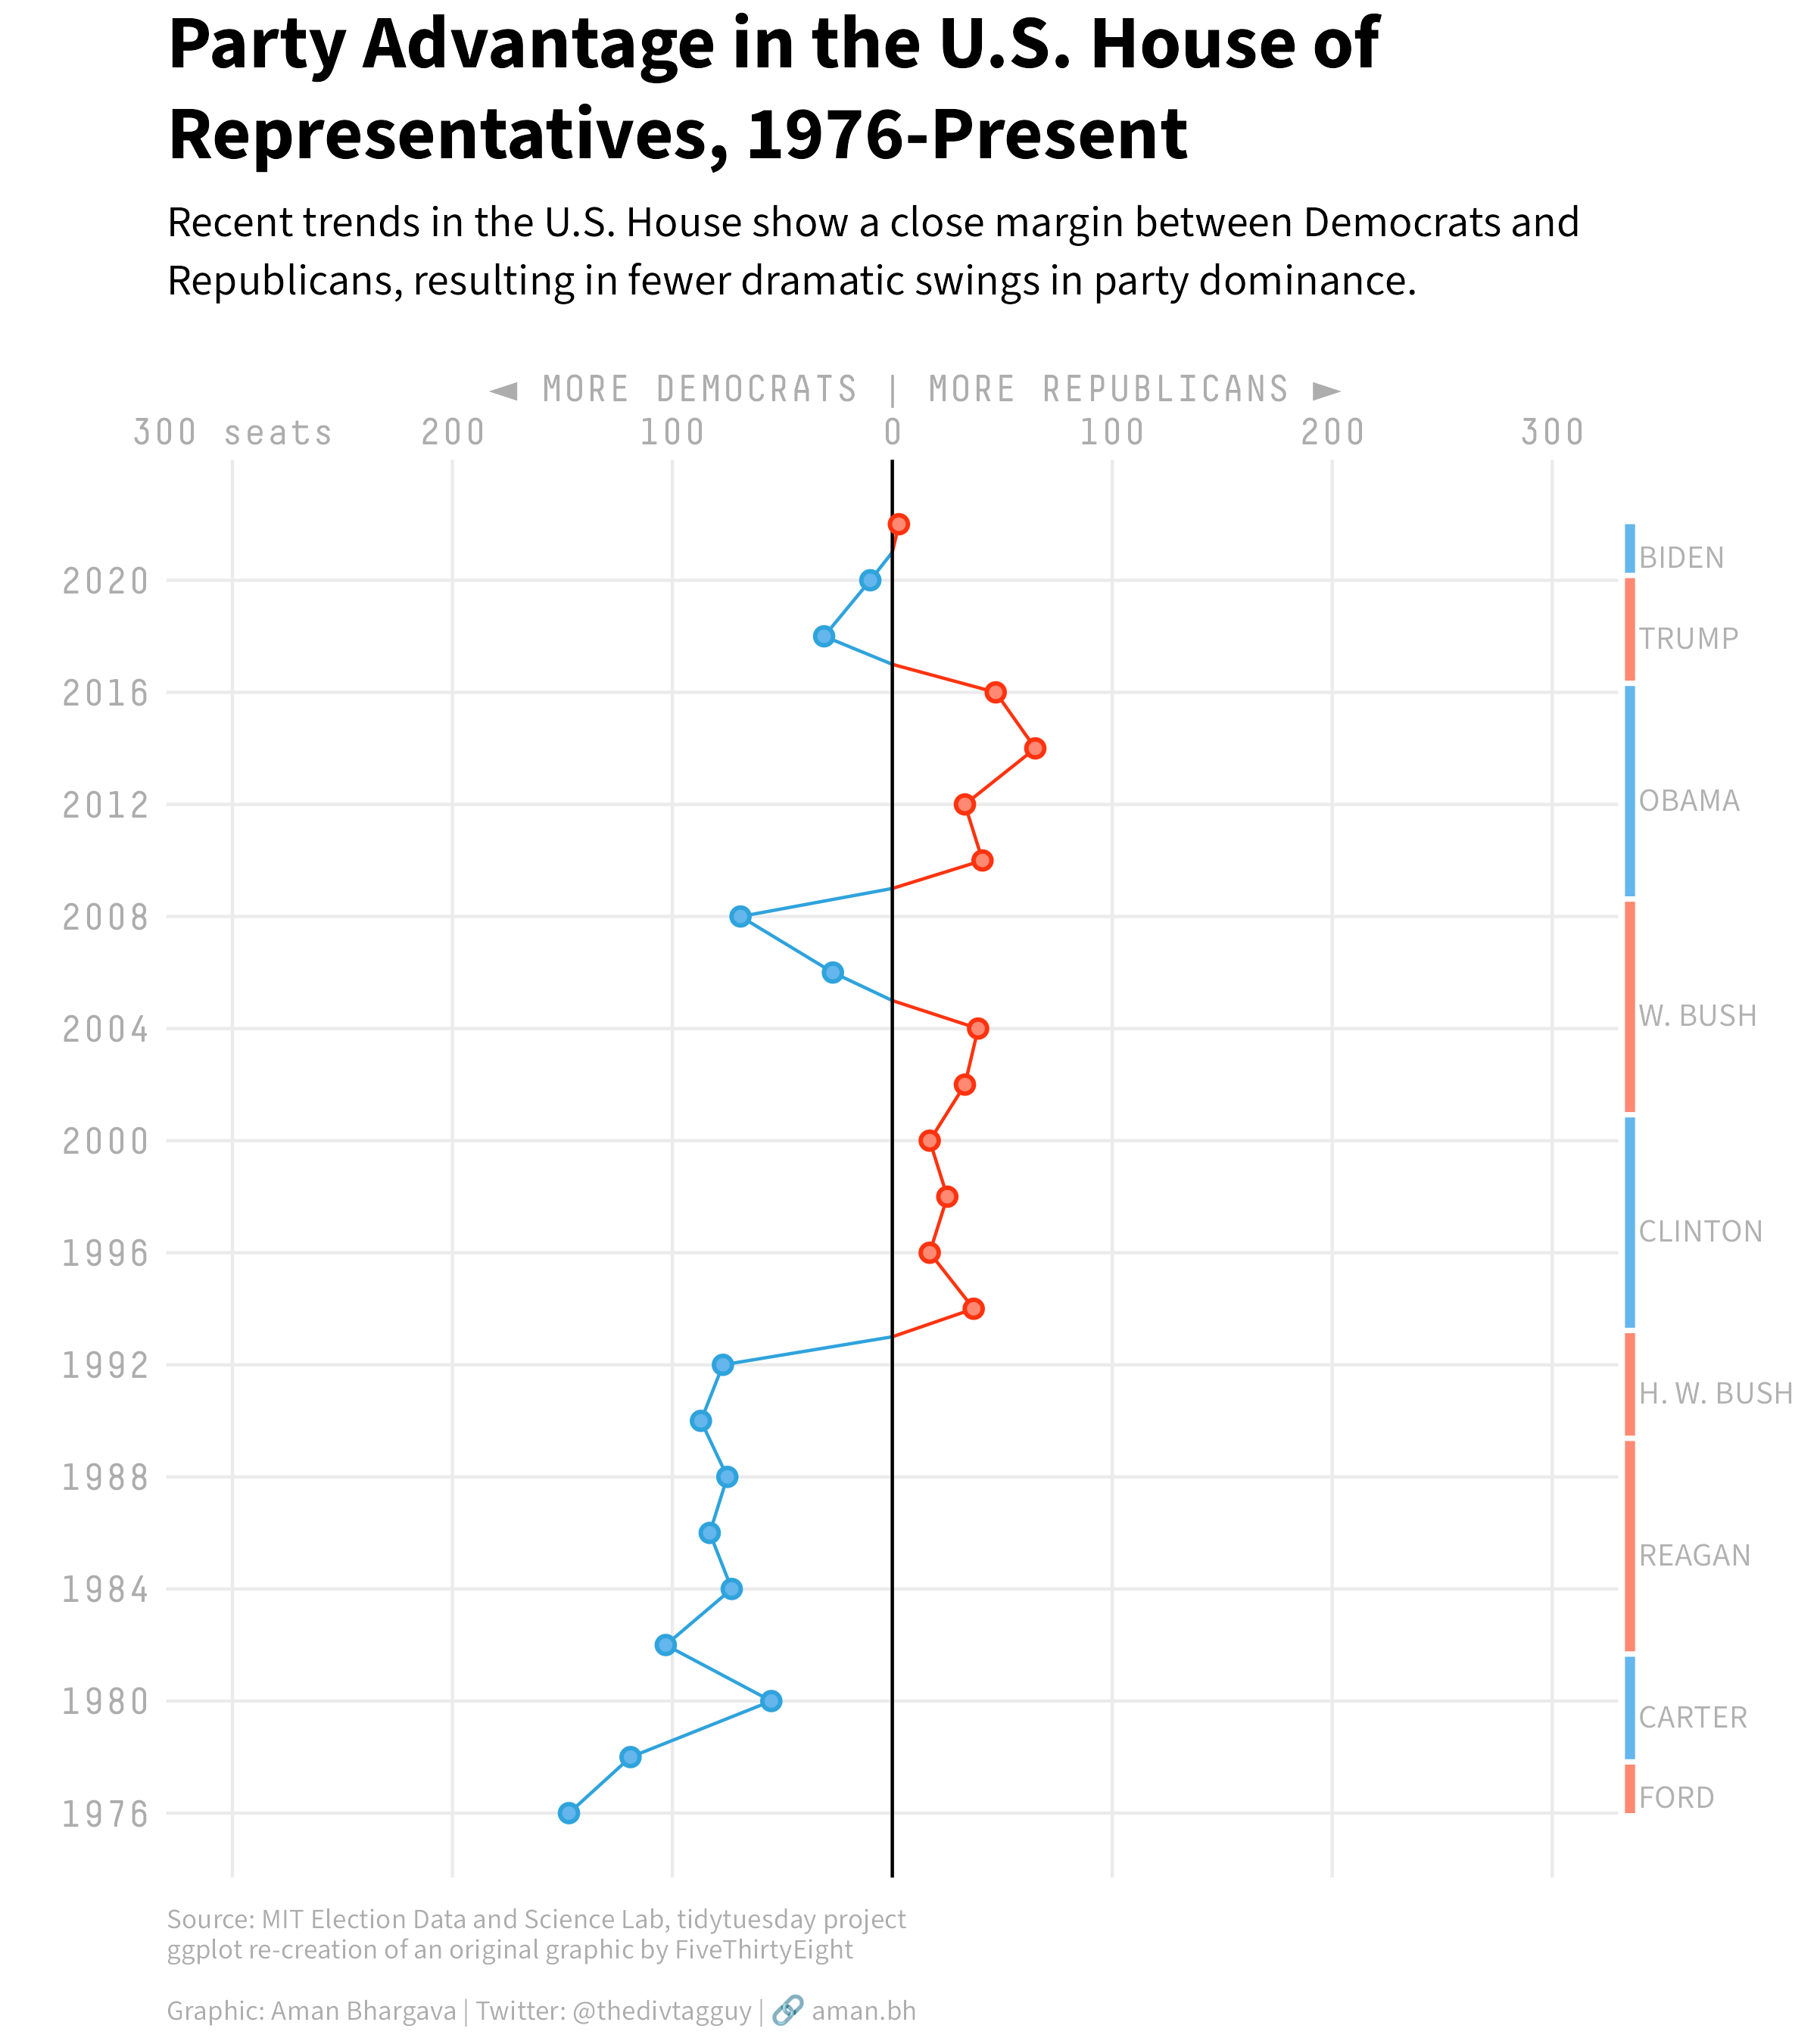 Party Advantage in the U.S. House of
Representatives, 1976-Present
Recent trends in the U.S. House show a close margin between Democrats and
Republicans, resulting in fewer dramatic swings in party dominance.
◄ MORE DEMOCRATS | MORE REPUBLICANS ►
300 seats 200 100 0 100 200 300
BIDEN
2020
TRUMP
2016
OBAMA
2012
2008
W. BUSH
2004
2000
CLINTON
1996
1992
H. W. BUSH
1988
REAGAN
1984
1980
CARTER
FORD
1976
Source: MIT Election Data and Science Lab, tidytuesday project
ggplot re-creation of an original graphic by FiveThirtyEight
Graphic: Aman Bhargava | Twitter: @thedivtagguy | 🔗 aman.bh